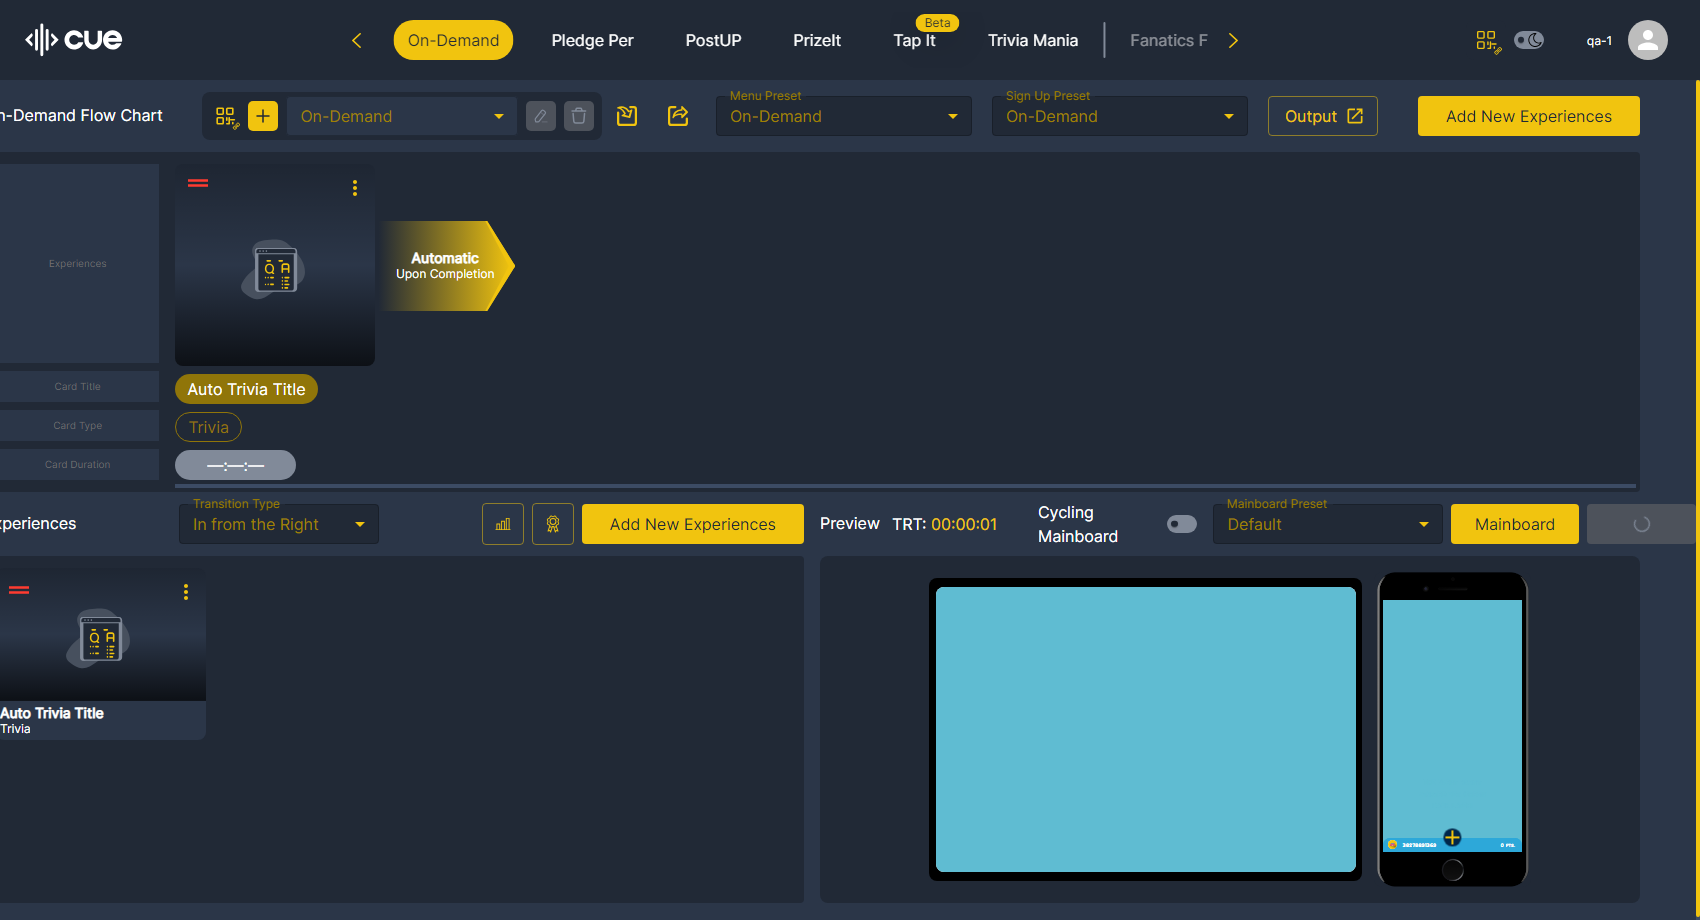 cue
On-Demand
Pledge Per
PostUP
PrizeIt
Beta
Tap It
Trivia Mania
Fanatics F
qa-1
n-Demand Flow Chart
On-Demand
Menu Preset
On-Demand
Sign Up Preset
On-Demand
Output
Add New Experiences
Experiences
Automatic
Upon Completion
Card Title
Auto Trivia Title
Card Type
Trivia
Card Duration
—:—:—
xperiences
Transition Type
In from the Right
Add New Experiences
Preview
TRT: 00:00:01
Cycling
Mainboard
Mainboard Preset
Default
Mainboard
Q A
Auto Trivia Title
Trivia
0 PTS.